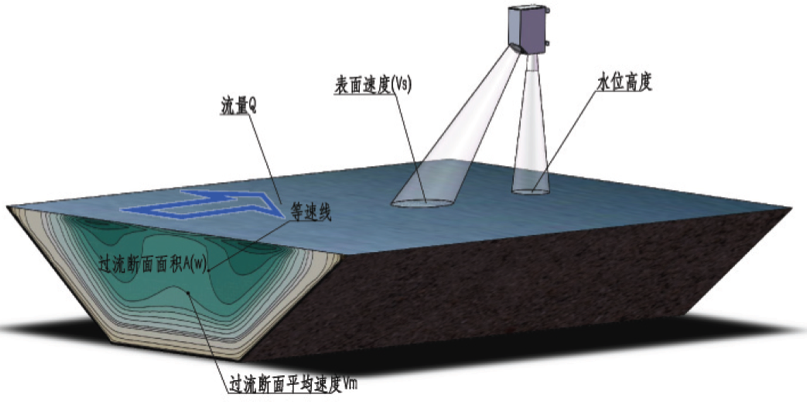 表面速度(Vs)
水位高度
流量Q
等速线
过流断面面积A(w)
过流断面平均速度Vm